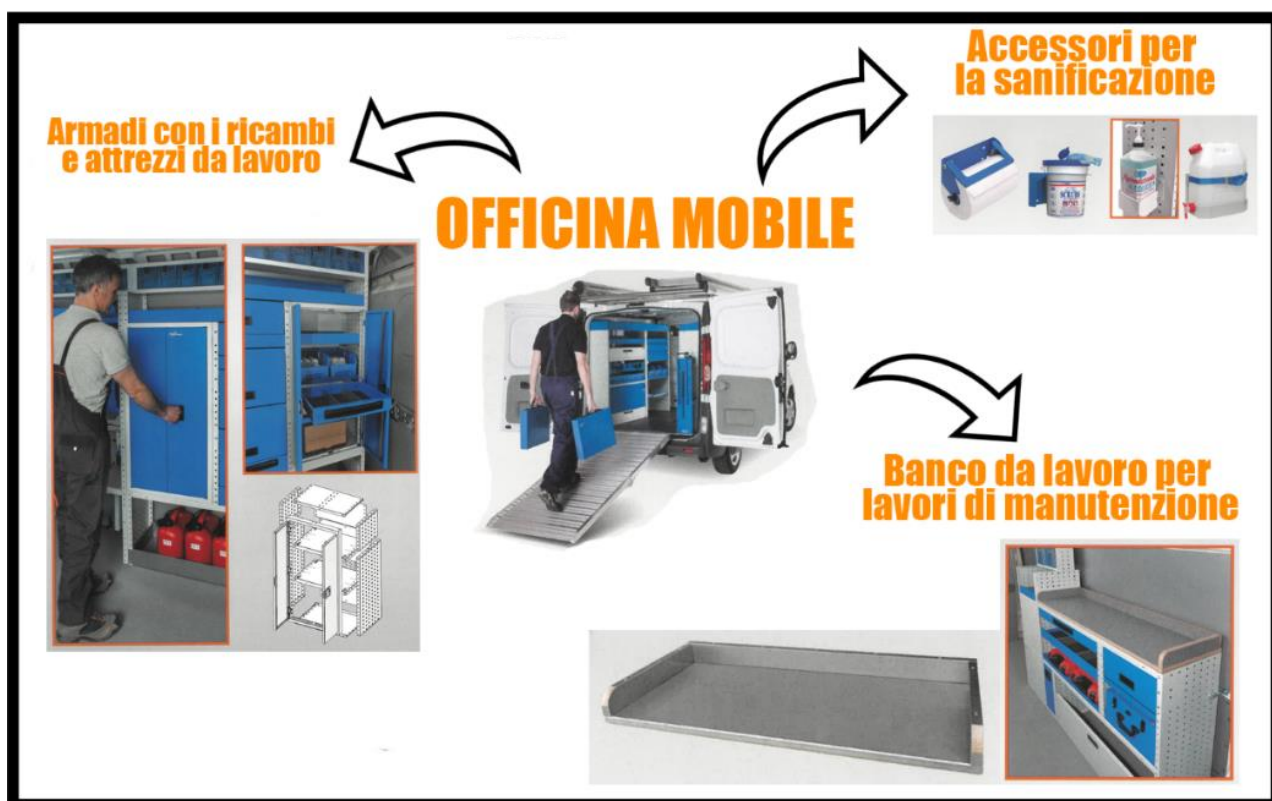 Accessori per
la sanificazione
Armadi con i ricambi
e attrezzi da lavoro
OFFICINA MOBILE
Banco da lavoro per
lavori di manutenzione